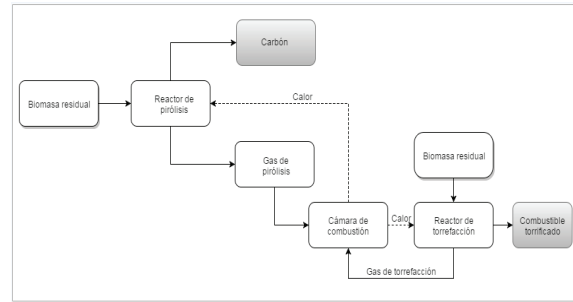 Carbón
Biomasa residual
Reactor de
pirólisis
Calor
Gas de
pirólisis
Biomasa residual
Cámara de
combustión
Calor
Reactor de
torrefacción
Combustible
torrificado
Gas de torrefacción